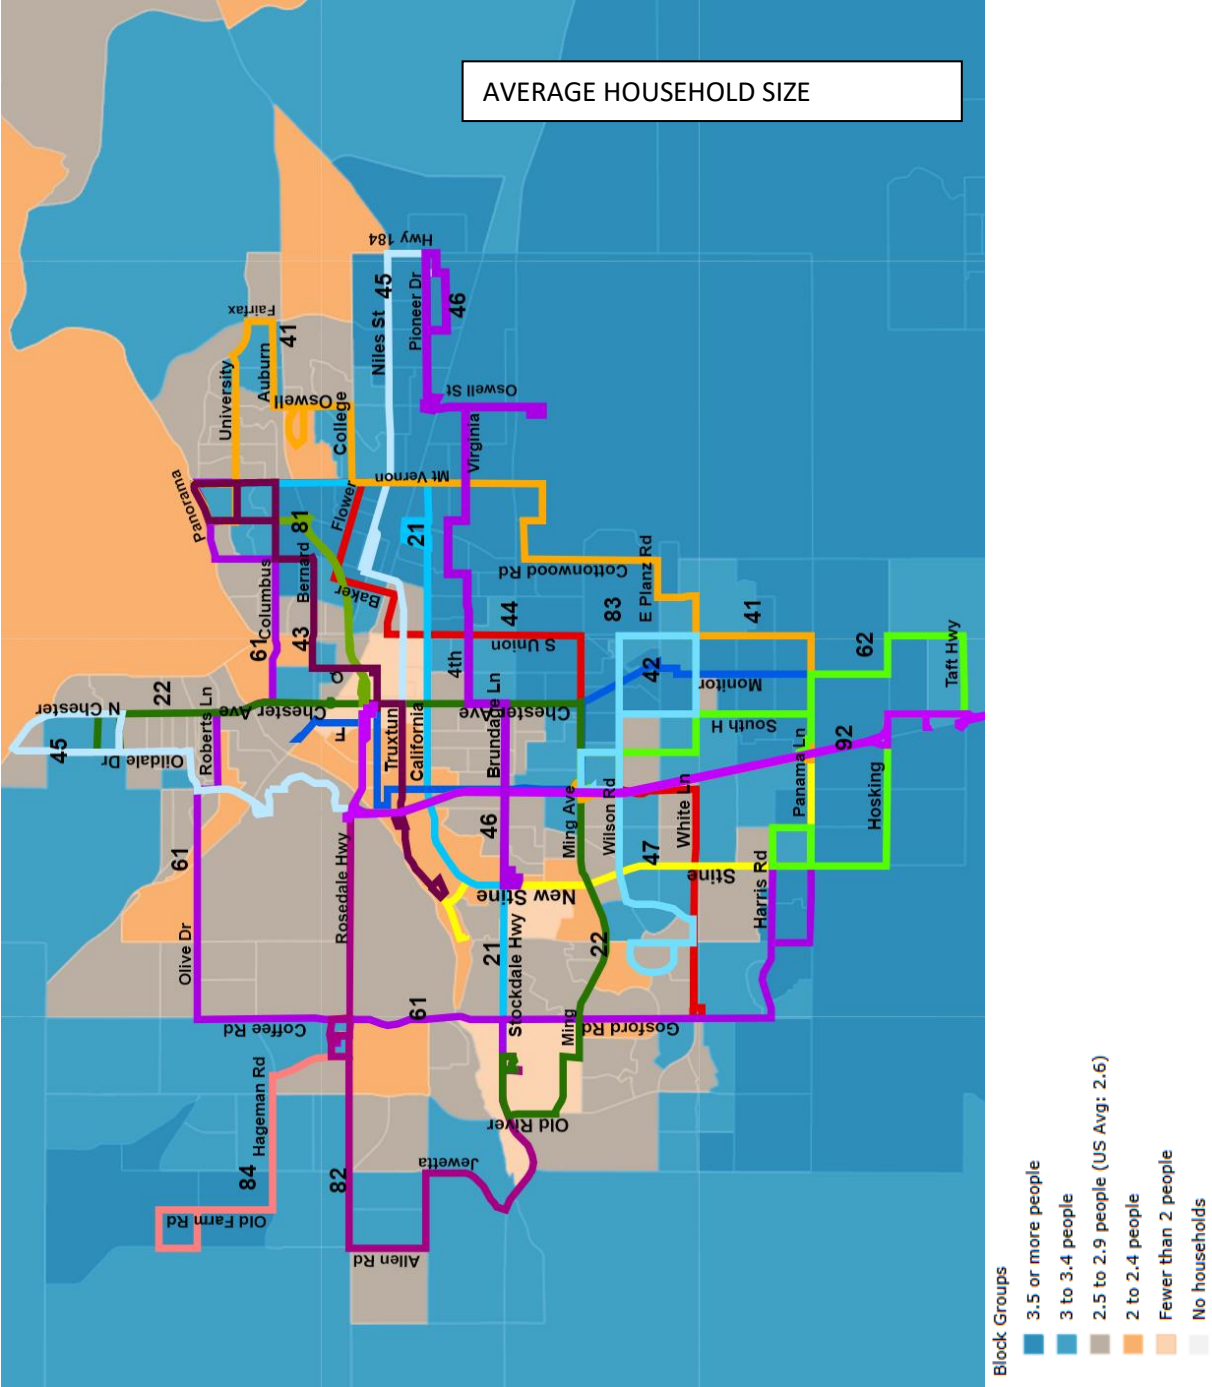 AVERAGE HOUSEHOLD SIZE
Hwy 184
45
Niles St
Pioneer Dr
46
Fairfax
41
Auburn
University
Oswell
College
Oswell St
Virginia
Mt Vernon
Panorama
Flower
81
21
Bernard
Baker
Columbus
43
61
Cottonwood Rd
E Planz Rd
83
44
41
S Union
62
Taft Hwy
42
Monitor
4th
Q
N Chester
22
Roberts Ln
Chester Ave
Chester Ave
South H
45
Oildale Dr
F
Truxtun
California
Brundage Ln
92
Panama Ln
Hosking
Ming Ave
Wilson Rd
White Ln
46
47
61
Rosedale Hwy
New Stine
Stine
Harris Rd
Olive Dr
21
Stockdale Hwy
22
61
Coffee Rd
Ming
Gosford Rd
Hageman Rd
Old River
84
82
Jewetta
Old Farm Rd
Allen Rd
Block Groups
3.5 or more people
3 to 3.4 people
2.5 to 2.9 people (US Avg: 2.6)
2 to 2.4 people
Fewer than 2 people
No households